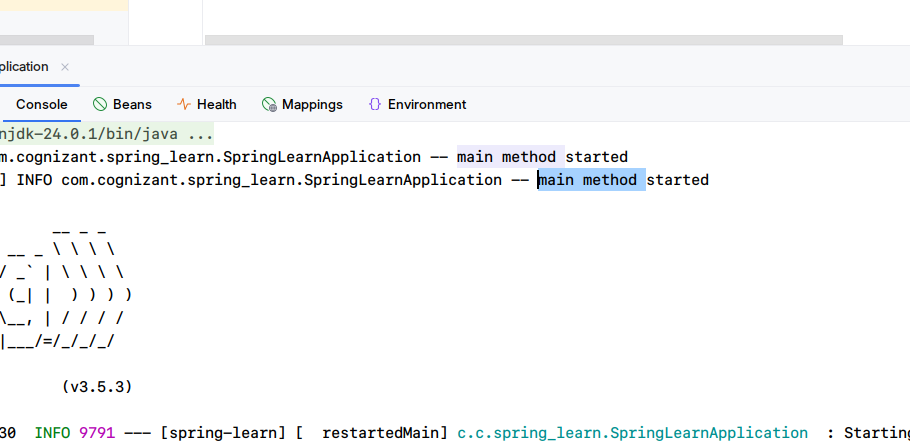 plication ×
Console Beans Health Mappings {} Environment
njdk-24.0.1/bin/java ...
m.cognizant.spring_learn.SpringLearnApplication -- main method started
] INFO com.cognizant.spring_learn.SpringLearnApplication -- main method started
__ _ _
__ _ \ \ \ \
/ _` | \ \ \ \
(_| |  ) ) ) )
\__, | / / / /
|___/=/_/_/_/
(v3.5.3)
30  INFO 9791 --- [spring-learn] [  restartedMain] c.c.spring_learn.SpringLearnApplication  : Starting